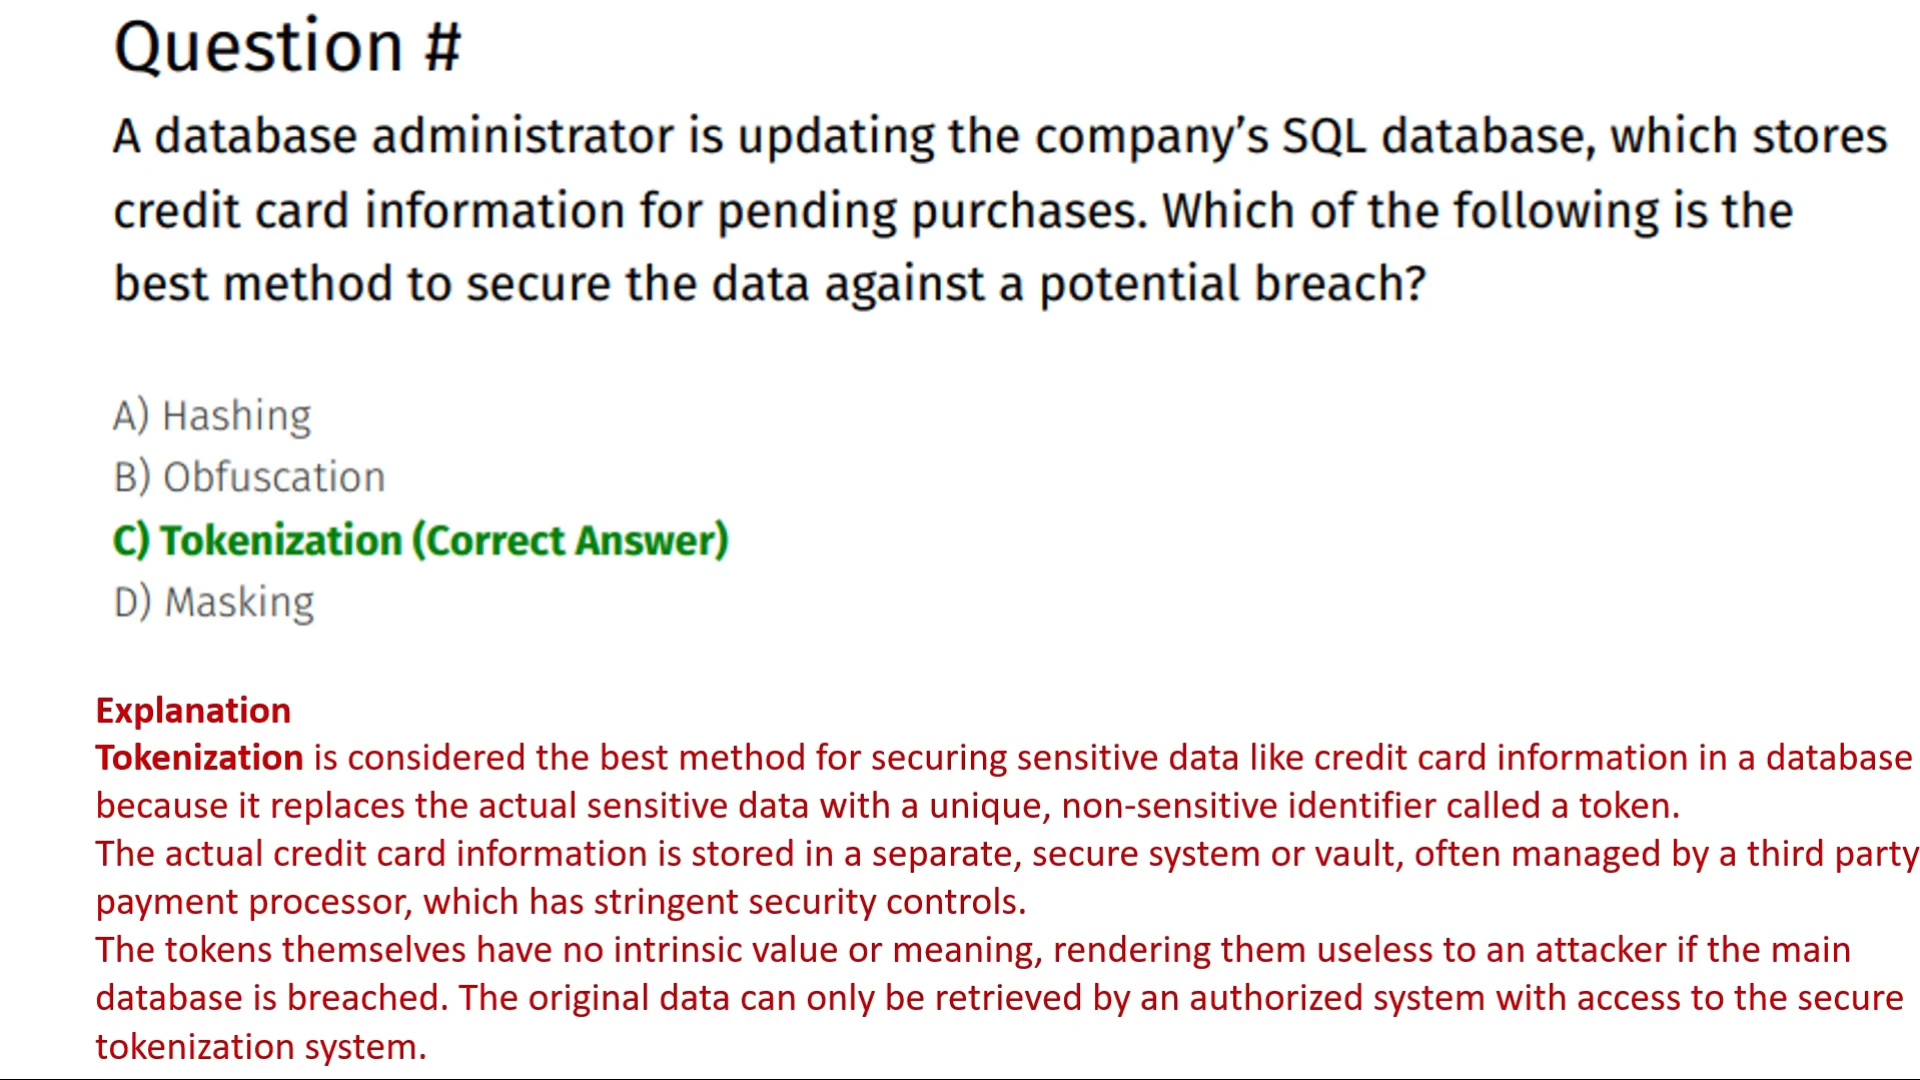 Question #
A database administrator is updating the company’s SQL database, which stores
credit card information for pending purchases. Which of the following is the
best method to secure the data against a potential breach?
A) Hashing
B) Obfuscation
C) Tokenization (Correct Answer)
D) Masking
Explanation
Tokenization is considered the best method for securing sensitive data like credit card information in a database
because it replaces the actual sensitive data with a unique, non-sensitive identifier called a token.
The actual credit card information is stored in a separate, secure system or vault, often managed by a third party
payment processor, which has stringent security controls.
The tokens themselves have no intrinsic value or meaning, rendering them useless to an attacker if the main
database is breached. The original data can only be retrieved by an authorized system with access to the secure
tokenization system.